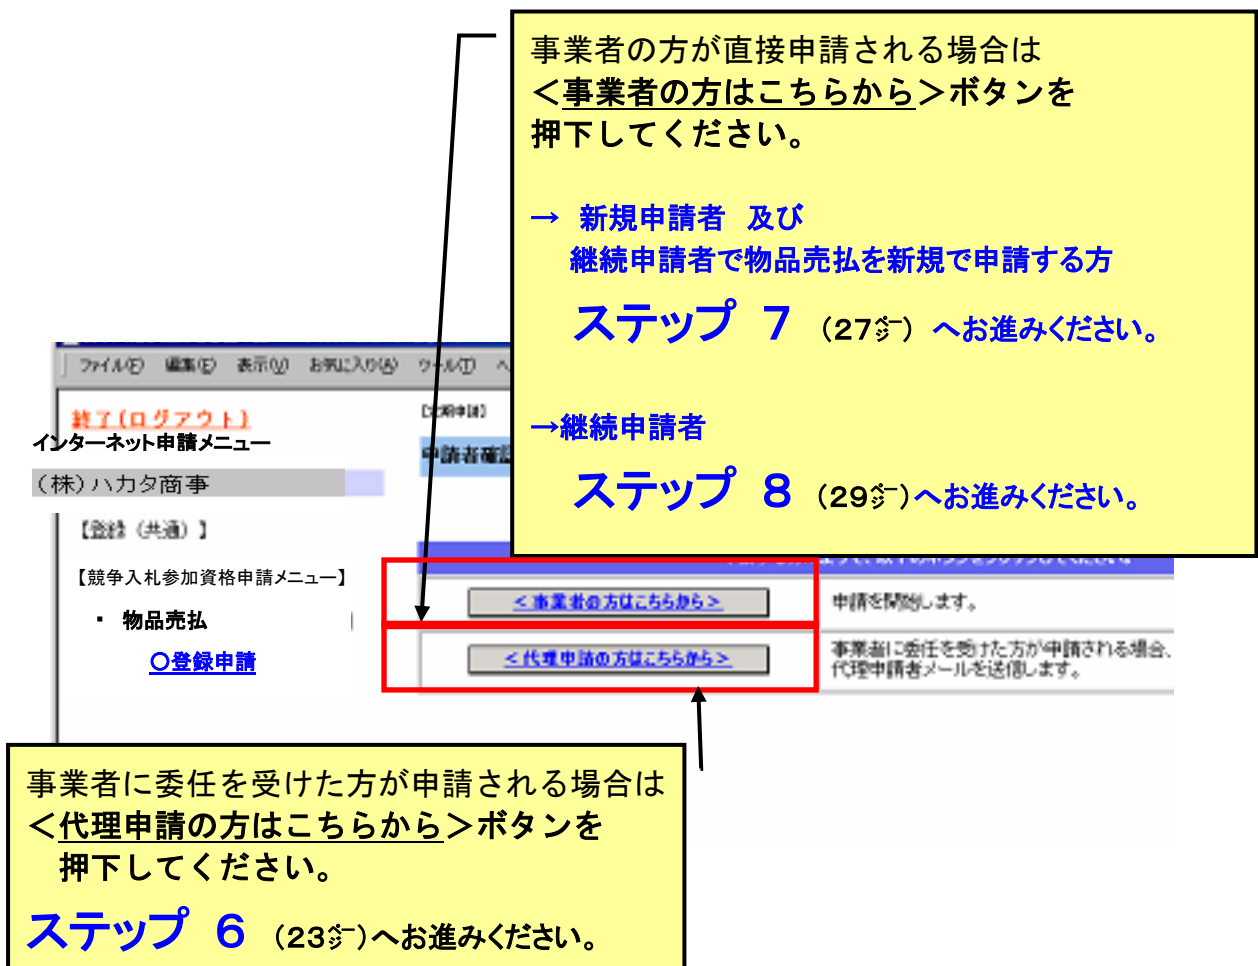 事業者の方が直接申請される場合は
＜事業者の方はこちらから＞ボタンを
押下してください。
→ 新規申請者 及び
継続申請者で物品売払を新規で申請する方
ステップ ７ （２７㌻） へお進みください。
→継続申請者
ステップ ８ （２９㌻）へお進みください。
ファイル(F) 編集(E) 表示(V) お気に入り(A) ツール(T) ヘ
終了(ログアウト)
インターネット申請メニュー
(株)ハカタ商事
【登録（共通）】
【競争入札参加資格申請メニュー】
・ 物品売払
○登録申請
【定期申請】
申請者確認
＜事業者の方はこちらから＞
申請を開始します。
＜代理申請の方はこちらから＞
事業者に委任を受けた方が申請される場合、
代理申請者メールを送信します。
事業者に委任を受けた方が申請される場合は
＜代理申請の方はこちらから＞ボタンを
押下してください。
ステップ ６ （２３㌻）へお進みください。